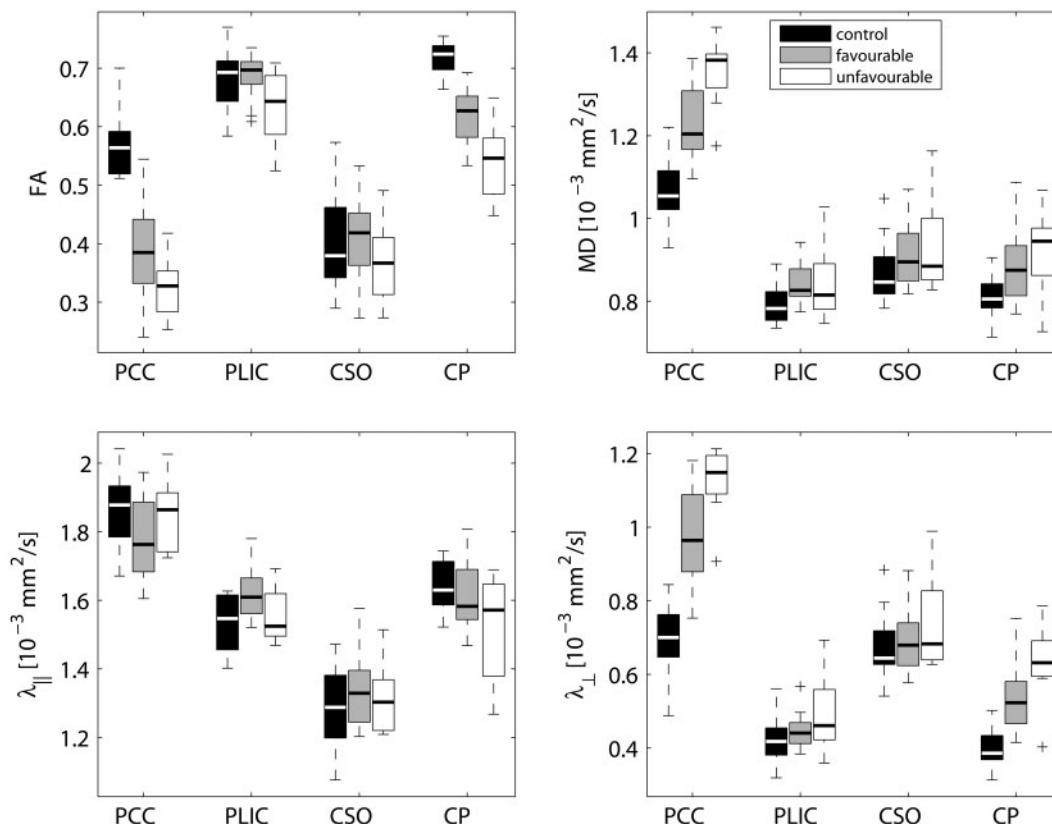 FA
0.7
0.6
0.5
0.4
0.3
PCC PLIC CSO CP
MD [10⁻³ mm²/s]
1.4
1.2
1
0.8
control
favourable
unfavourable
PCC PLIC CSO CP
λ|| [10⁻³ mm²/s]
2
1.8
1.6
1.4
1.2
PCC PLIC CSO CP
λ⊥ [10⁻³ mm²/s]
1.2
1
0.8
0.6
0.4
PCC PLIC CSO CP